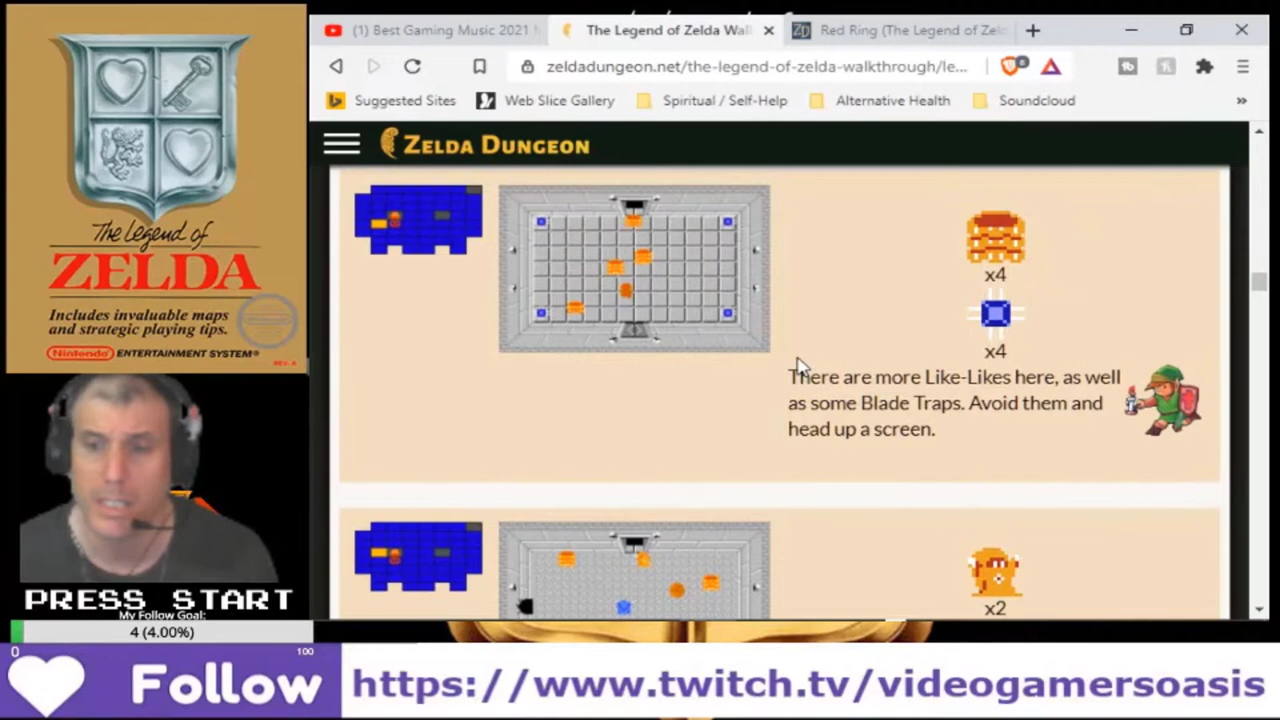 The Legend of
ZELDA
Includes invaluable maps
and strategic playing tips.
Nintendo ENTERTAINMENT SYSTEM®
REV-A
PRESS START
My Follow Goal:
4 (4.00%)
0
100
Follow
https://www.twitch.tv/videogamersoasis
(1) Best Gaming Music 2021
The Legend of Zelda Wal
Red Ring (The Legend of Zel
zeldadungeon.net/the-legend-of-zelda-walkthrough/le...
Suggested Sites
Web Slice Gallery
Spiritual / Self-Help
Alternative Health
Soundcloud
ZELDA DUNGEON
x4
x4
There are more Like-Likes here, as well
as some Blade Traps. Avoid them and
head up a screen.
x2